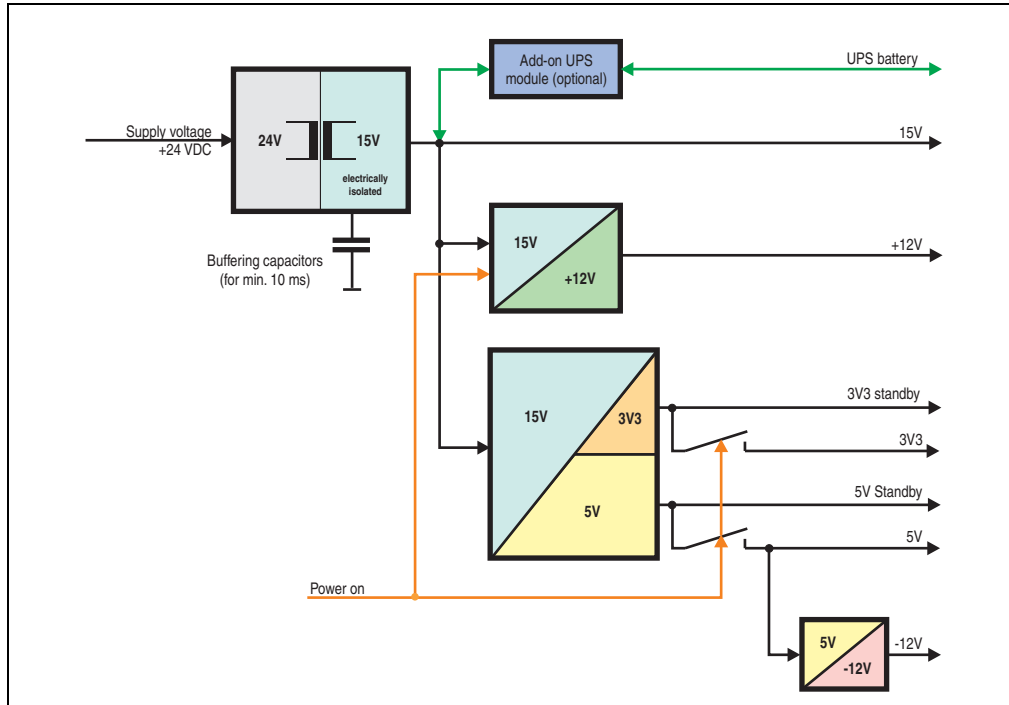 Add-on UPS
module (optional)
UPS battery
Supply voltage
+24 VDC
24V
15V
electrically
isolated
15V
Buffering capacitors
(for min. 10 ms)
15V
+12V
+12V
15V
3V3
5V
3V3 standby
3V3
5V Standby
5V
Power on
5V
-12V
-12V